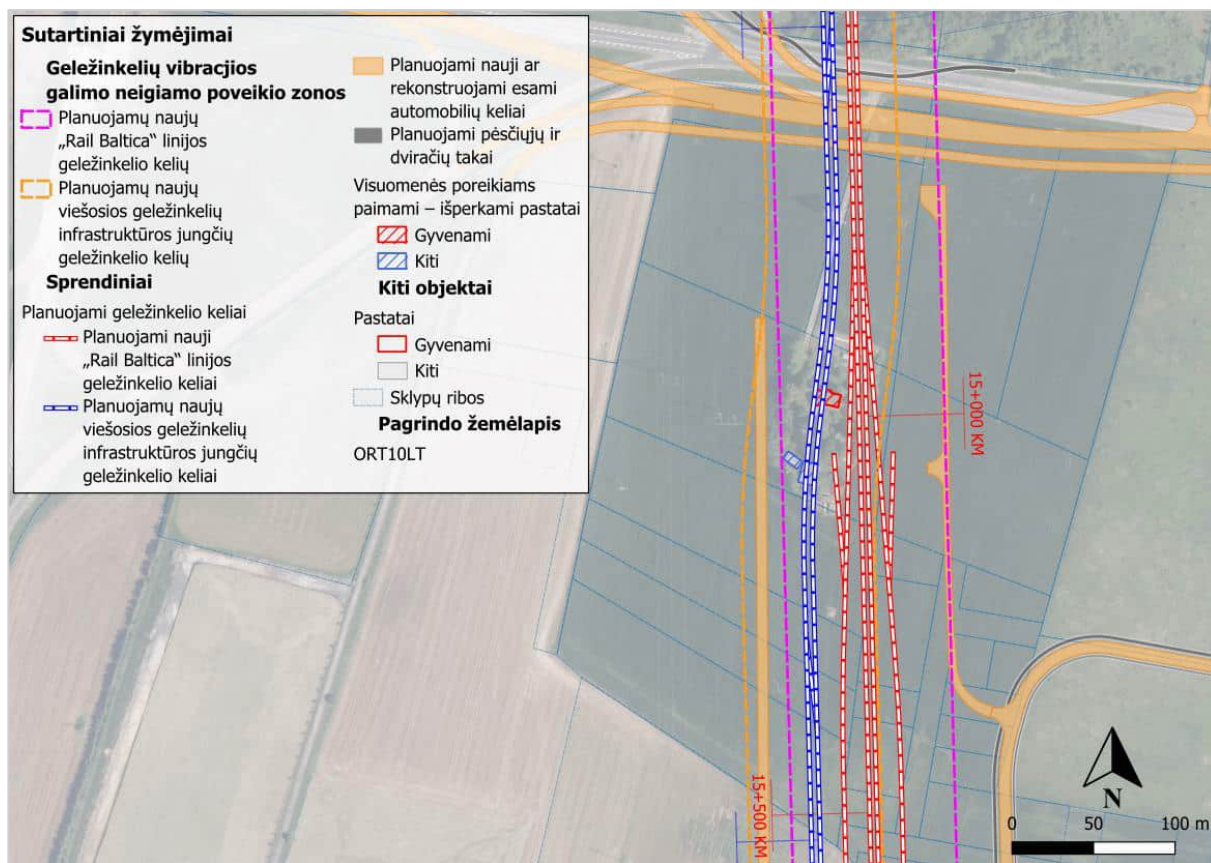 Sutartiniai žymėjimai
Geležinkelių vibracjios
galimo neigiamo poveikio zonos
Planuojamų naujų
„Rail Baltica“ linijos
geležinkelio kelių
Planuojamų naujų
viešosios geležinkelių
infrastruktūros jungčių
geležinkelio kelių
Sprendiniai
Planuojami geležinkelio keliai
Planuojami nauji
„Rail Baltica“ linijos
geležinkelio keliai
Planuojamų naujų
viešosios geležinkelių
infrastruktūros jungčių
geležinkelio keliai
Planuojami nauji ar
rekonstruojami esami
automobilių keliai
Planuojami pėsčiųjų ir
dviračių takai
Visuomenės poreikiams
paimami – išperkami pastatai
Gyvenami
Kiti
Kiti objektai
Pastatai
Gyvenami
Kiti
Sklypų ribos
Pagrindo žemėlapis
ORT10LT
15+000 KM
15+500 KM
N
0 50 100 m